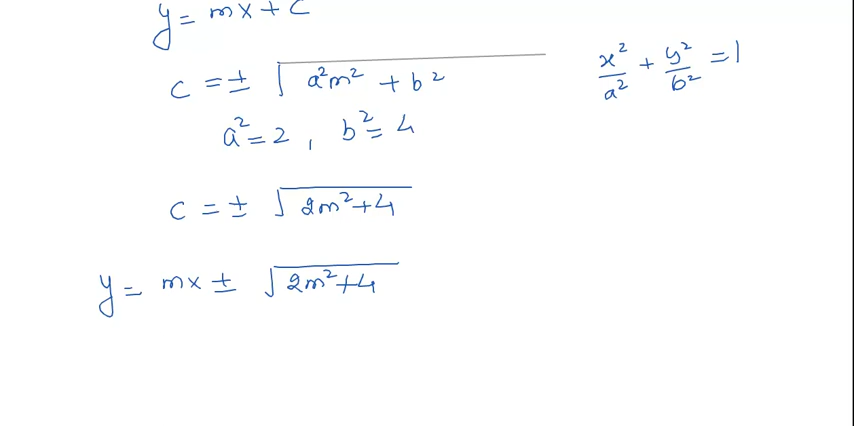 y = mx + c
c = ± √(a²m² + b²)
x²/a² + y²/b² = 1
a² = 2 , b² = 4
c = ± √(2m² + 4)
y = mx ± √(2m² + 4)